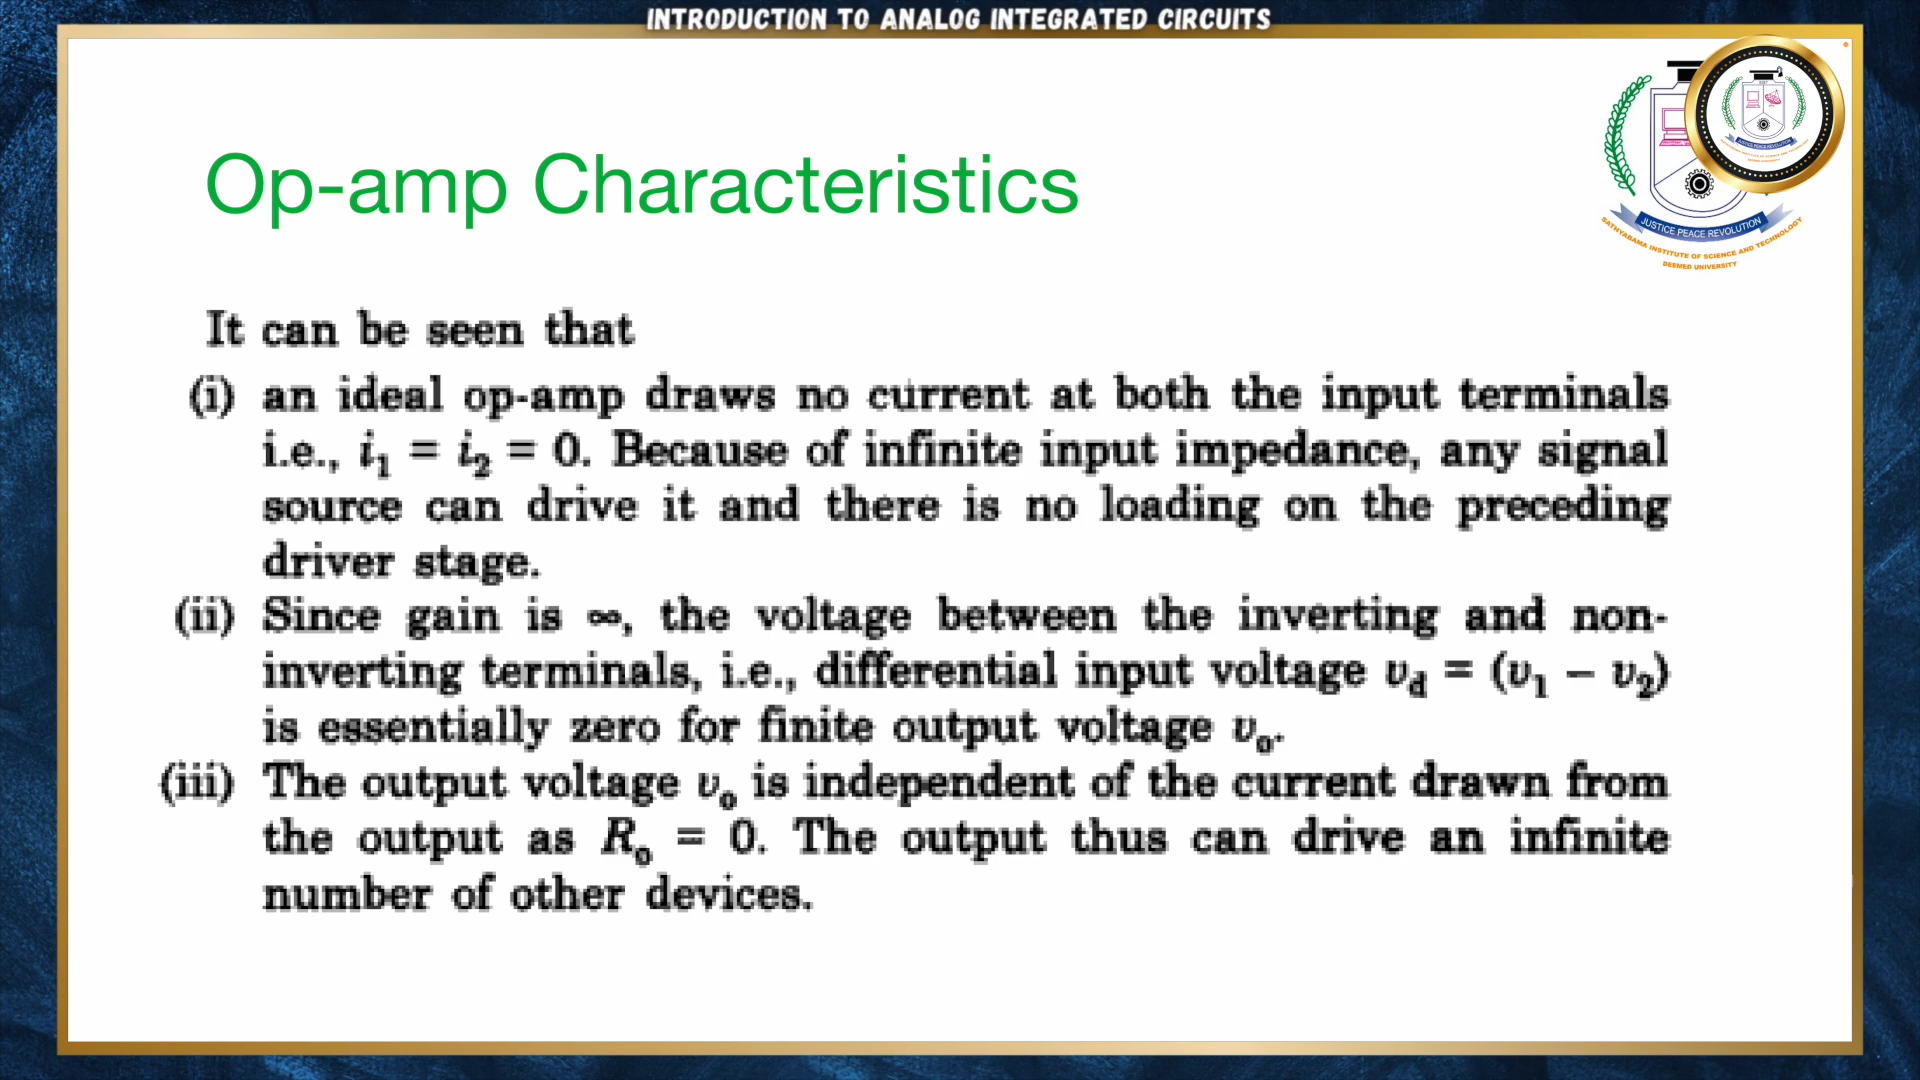 INTRODUCTION TO ANALOG INTEGRATED CIRCUITS
Op-amp Characteristics
JUSTICE PEACE REVOLUTION
SATHYABAMA INSTITUTE OF SCIENCE AND TECHNOLOGY
DEEMED UNIVERSITY
It can be seen that
(i) an ideal op-amp draws no current at both the input terminals
i.e., i₁ = i₂ = 0. Because of infinite input impedance, any signal
source can drive it and there is no loading on the preceding
driver stage.
(ii) Since gain is ∞, the voltage between the inverting and non-
inverting terminals, i.e., differential input voltage v_d = (v₁ − v₂)
is essentially zero for finite output voltage vₒ.
(iii) The output voltage vₒ is independent of the current drawn from
the output as Rₒ = 0. The output thus can drive an infinite
number of other devices.